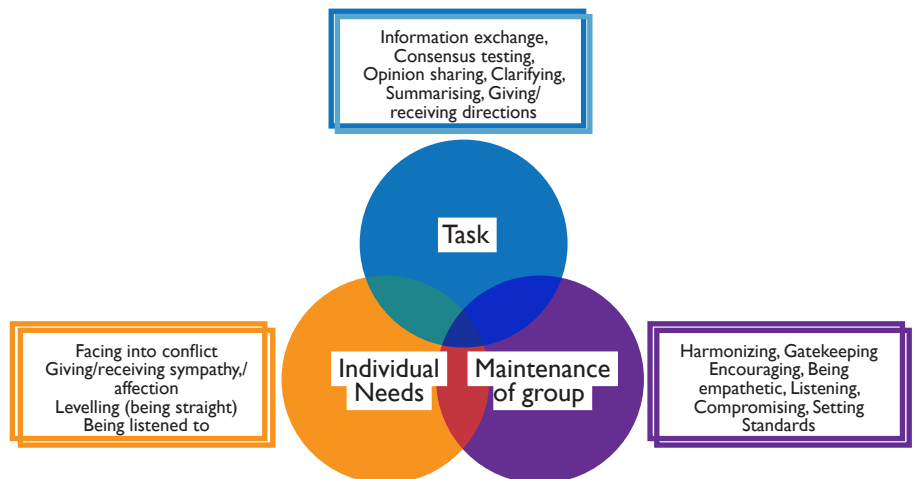 Information exchange,
Consensus testing,
Opinion sharing, Clarifying,
Summarising, Giving/
receiving directions
Task
Facing into conflict
Giving/receiving sympathy,/
affection
Levelling (being straight)
Being listened to
Individual
Needs
Maintenance
of group
Harmonizing, Gatekeeping
Encouraging, Being
empathetic, Listening,
Compromising, Setting
Standards